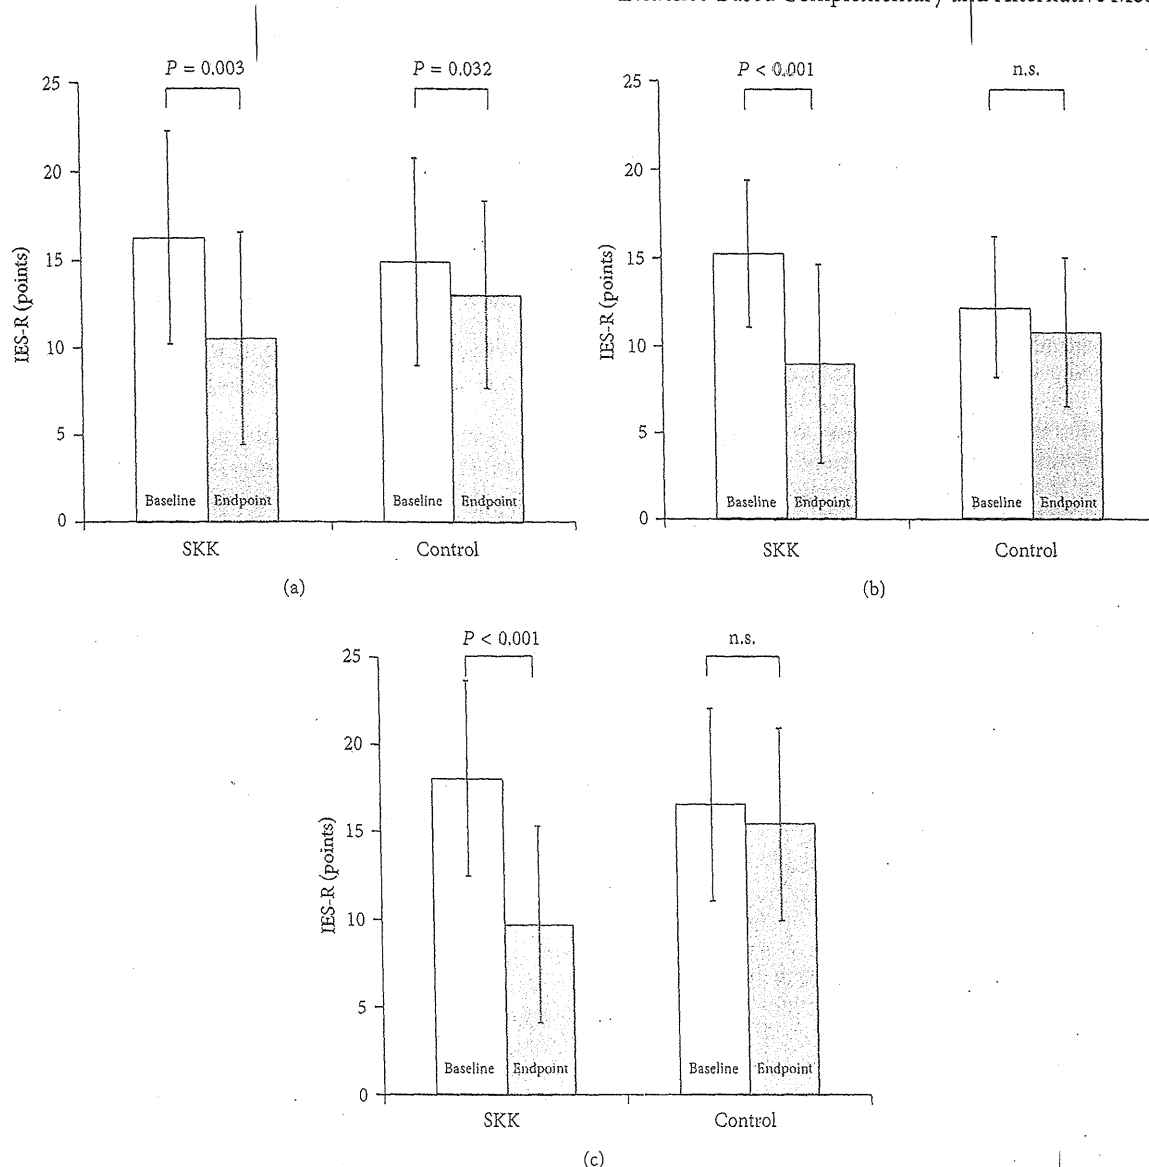 P = 0.003
P = 0.032
25
20
15
10
5
0
IES-R (points)
Baseline
Endpoint
Baseline
Endpoint
SKK
Control
(a)
P < 0.001
n.s.
25
20
15
10
5
0
IES-R (points)
Baseline
Endpoint
Baseline
Endpoint
SKK
Control
(b)
P < 0.001
n.s.
25
20
15
10
5
0
IES-R (points)
Baseline
Endpoint
Baseline
Endpoint
SKK
Control
(c)